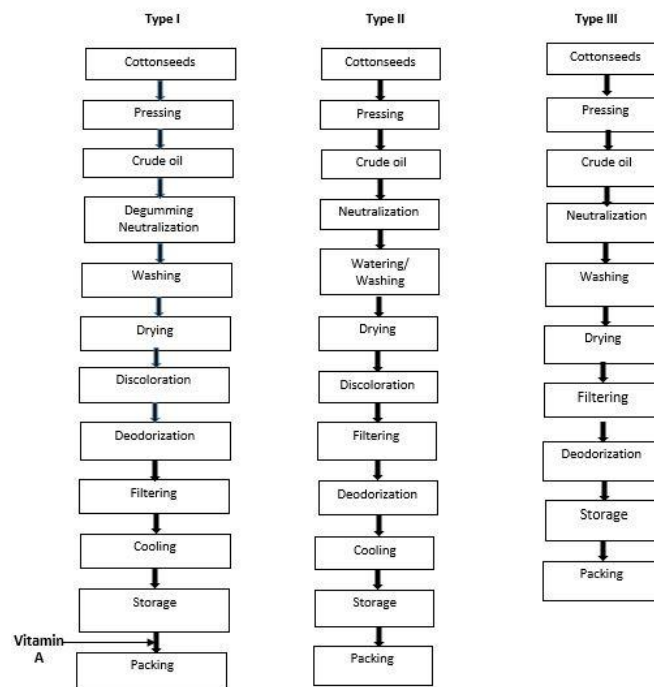 Type I
Cottonseeds
Pressing
Crude oil
Degumming
Neutralization
Washing
Drying
Discoloration
Deodorization
Filtering
Cooling
Storage
Vitamin
A
Packing
Type II
Cottonseeds
Pressing
Crude oil
Neutralization
Watering/
Washing
Drying
Discoloration
Filtering
Deodorization
Cooling
Storage
Packing
Type III
Cottonseeds
Pressing
Crude oil
Neutralization
Washing
Drying
Filtering
Deodorization
Storage
Packing